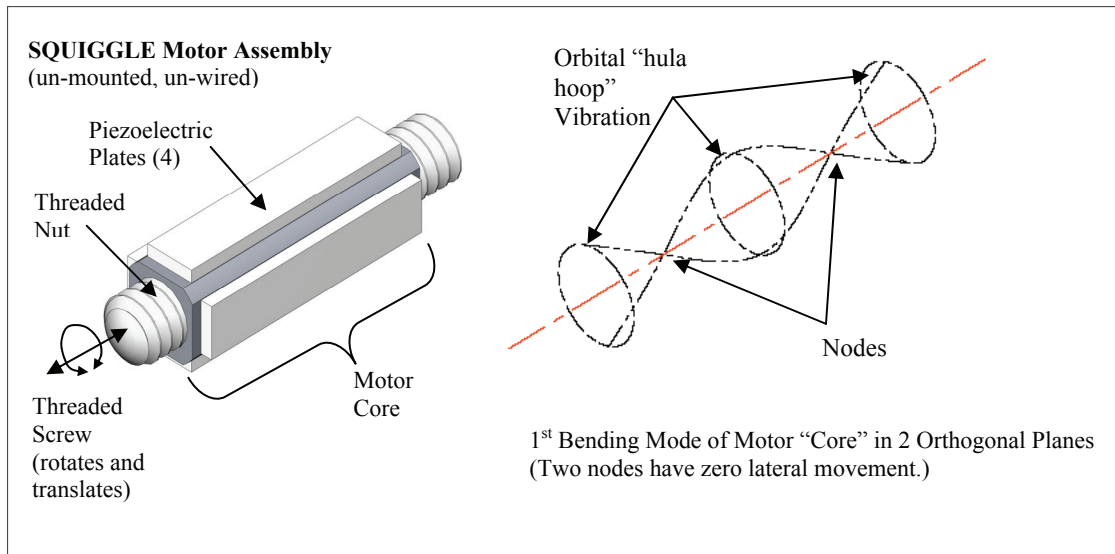 SQUIGGLE Motor Assembly
(un-mounted, un-wired)
Piezoelectric
Plates (4)
Threaded
Nut
Threaded
Screw
(rotates and
translates)
Motor
Core
Orbital “hula
hoop”
Vibration
Nodes
1st Bending Mode of Motor “Core” in 2 Orthogonal Planes
(Two nodes have zero lateral movement.)